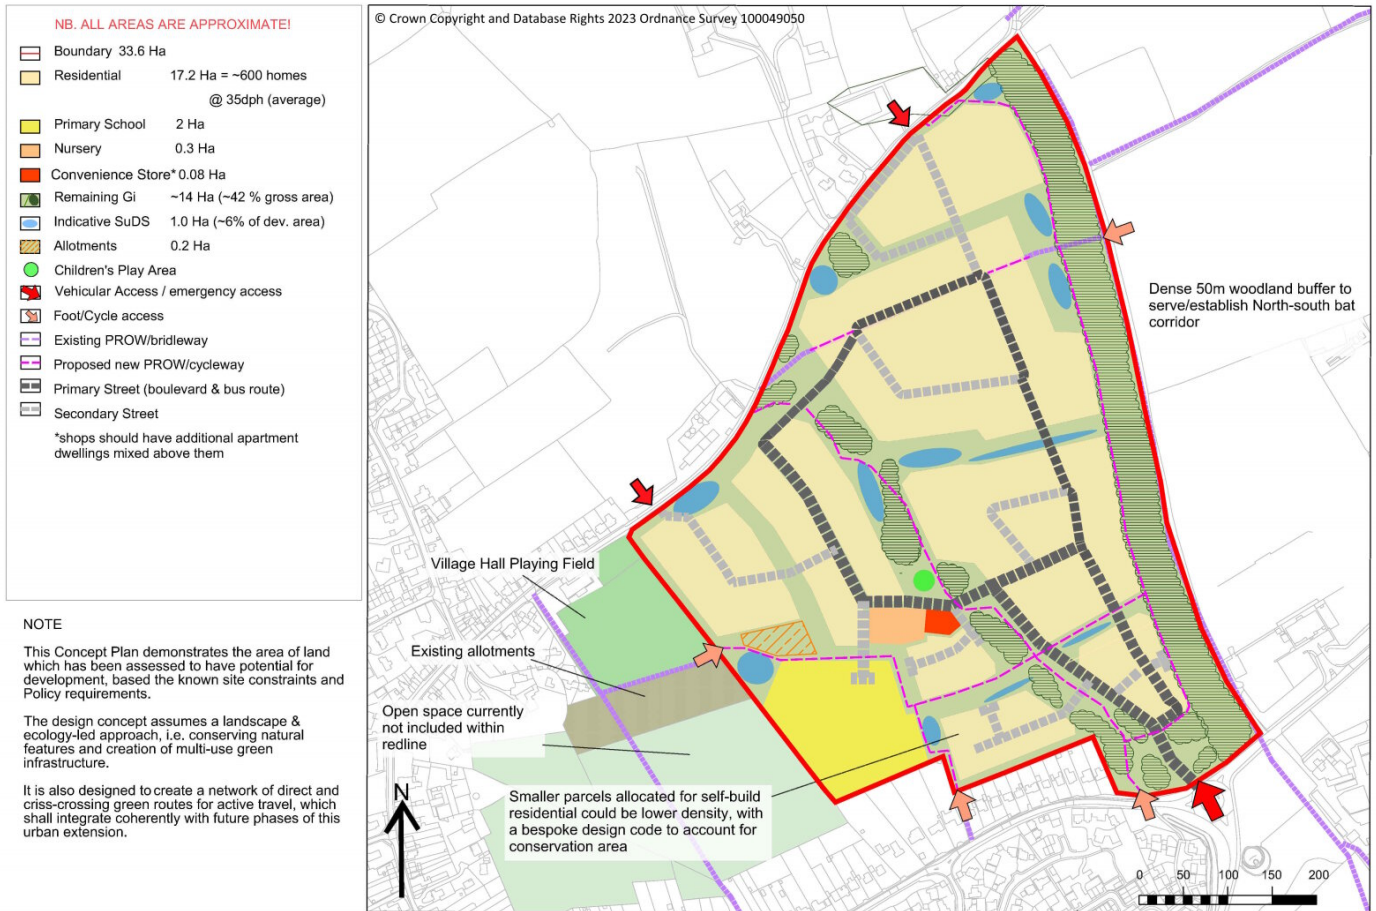 NB. ALL AREAS ARE APPROXIMATE!
Boundary 33.6 Ha
Residential 17.2 Ha = ~600 homes
@ 35dph (average)
Primary School 2 Ha
Nursery 0.3 Ha
Convenience Store* 0.08 Ha
Remaining Gi ~14 Ha (~42 % gross area)
Indicative SuDS 1.0 Ha (~6% of dev. area)
Allotments 0.2 Ha
Children's Play Area
Vehicular Access / emergency access
Foot/Cycle access
Existing PROW/bridleway
Proposed new PROW/cycleway
Primary Street (boulevard & bus route)
Secondary Street
*shops should have additional apartment
dwellings mixed above them
NOTE
This Concept Plan demonstrates the area of land
which has been assessed to have potential for
development, based the known site constraints and
Policy requirements.
The design concept assumes a landscape &
ecology-led approach, i.e. conserving natural
features and creation of multi-use green
infrastructure.
It is also designed to create a network of direct and
criss-crossing green routes for active travel, which
shall integrate coherently with future phases of this
urban extension.
© Crown Copyright and Database Rights 2023 Ordnance Survey 100049050
Dense 50m woodland buffer to
serve/establish North-south bat
corridor
Village Hall Playing Field
Existing allotments
Open space currently
not included within
redline
Smaller parcels allocated for self-build
residential could be lower density, with
a bespoke design code to account for
conservation area
N
0 50 100 150 200